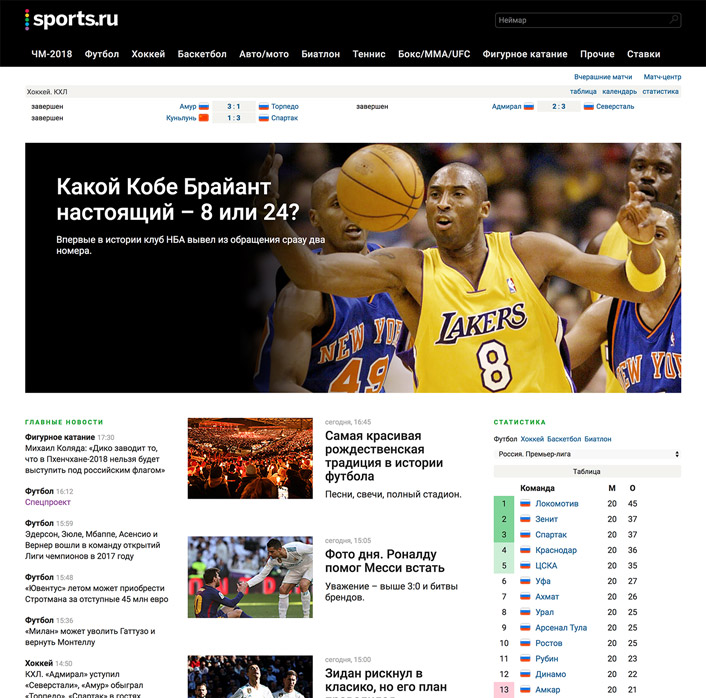 sports.ru
Неймар
ЧМ-2018 Футбол Хоккей Баскетбол Авто/мото Биатлон Теннис Бокс/MMA/UFC Фигурное катание Прочие Ставки
Вчерашние матчи Матч-центр
Хоккей. КХЛ таблица календарь статистика
завершен Амур 3 : 1 Торпедо завершен Адмирал 2 : 3 Северсталь
завершен Куньлунь 1 : 3 Спартак
Какой Кобе Брайант
настоящий – 8 или 24?
Впервые в истории клуб НБА вывел из обращения сразу два
номера.
LAKERS
8
NEW YORK
49
NEW YO
ГЛАВНЫЕ НОВОСТИ
Фигурное катание 17:30
Михаил Коляда: «Дико заводит то,
что в Пхенчхане-2018 нельзя будет
выступить под российским флагом»
Футбол 16:12
Спецпроект
Футбол 15:59
Эдерсон, Зюле, Мбаппе, Асенсио и
Вернер вошли в команду открытий
Лиги чемпионов в 2017 году
Футбол 15:48
«Ювентус» летом может приобрести
Стротмана за отступные 45 млн евро
Футбол 15:36
«Милан» может уволить Гаттузо и
вернуть Монтеллу
Хоккей 14:50
КХЛ. «Адмирал» уступил
«Северстали», «Амур» обыграл
«Торпедо», «Спартак» в гостях
сегодня, 16:45
Самая красивая
рождественская
традиция в истории
футбола
Песни, свечи, полный стадион.
сегодня, 15:05
Фото дня. Роналду
помог Месси встать
Уважение – выше 3:0 и битвы
брендов.
сегодня, 15:00
Зидан рискнул в
класико, но его план
СТАТИСТИКА
Футбол Хоккей Баскетбол Биатлон
Россия. Премьер-лига
Таблица
Команда М О
1 Локомотив 20 45
2 Зенит 20 37
3 Спартак 20 37
4 Краснодар 20 36
5 ЦСКА 20 35
6 Уфа 20 27
7 Ахмат 20 26
8 Урал 20 25
9 Арсенал Тула 20 25
10 Ростов 20 25
11 Рубин 20 23
12 Динамо 20 22
13 Амкар 20 21